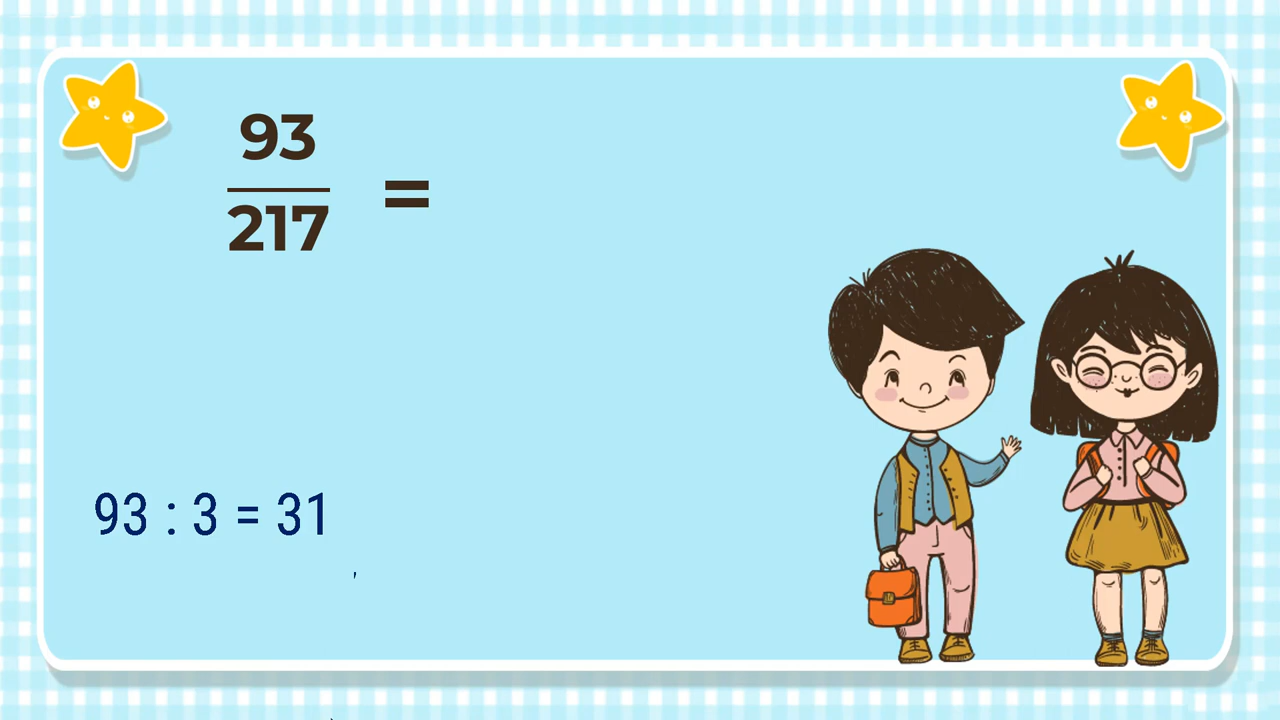 93
217
=
93 : 3 = 31